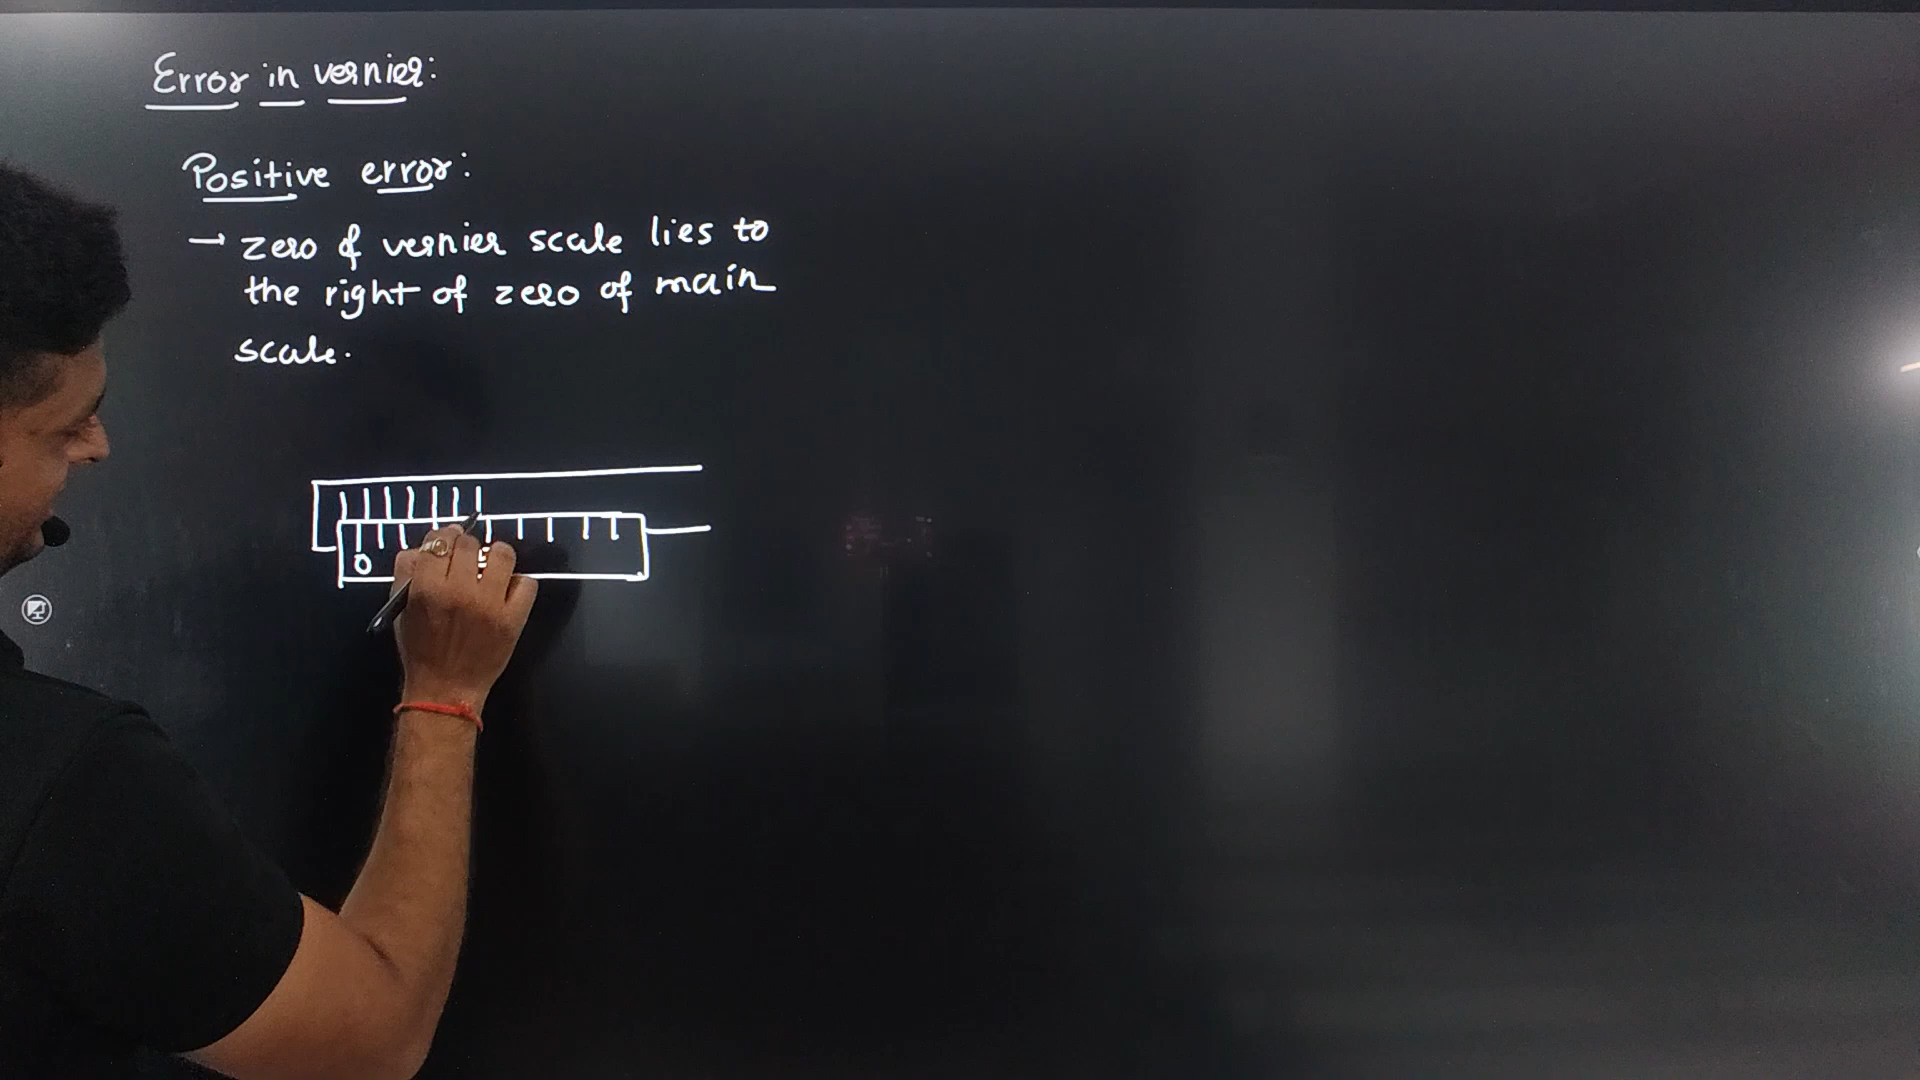 Error in vernier:
Positive error:
→ zero of vernier scale lies to
the right of zero of main
scale.
0